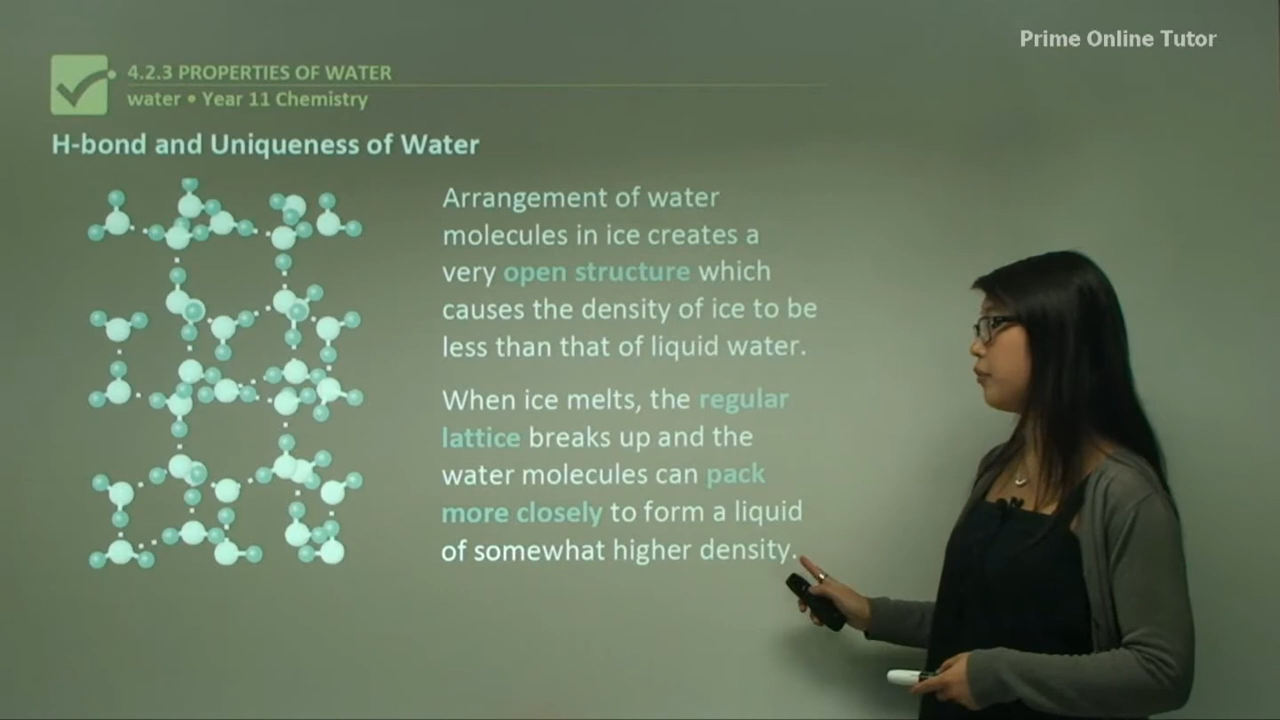 Prime Online Tutor
4.2.3 PROPERTIES OF WATER
water • Year 11 Chemistry
H-bond and Uniqueness of Water
Arrangement of water
molecules in ice creates a
very open structure which
causes the density of ice to be
less than that of liquid water.
When ice melts, the regular
lattice breaks up and the
water molecules can pack
more closely to form a liquid
of somewhat higher density.